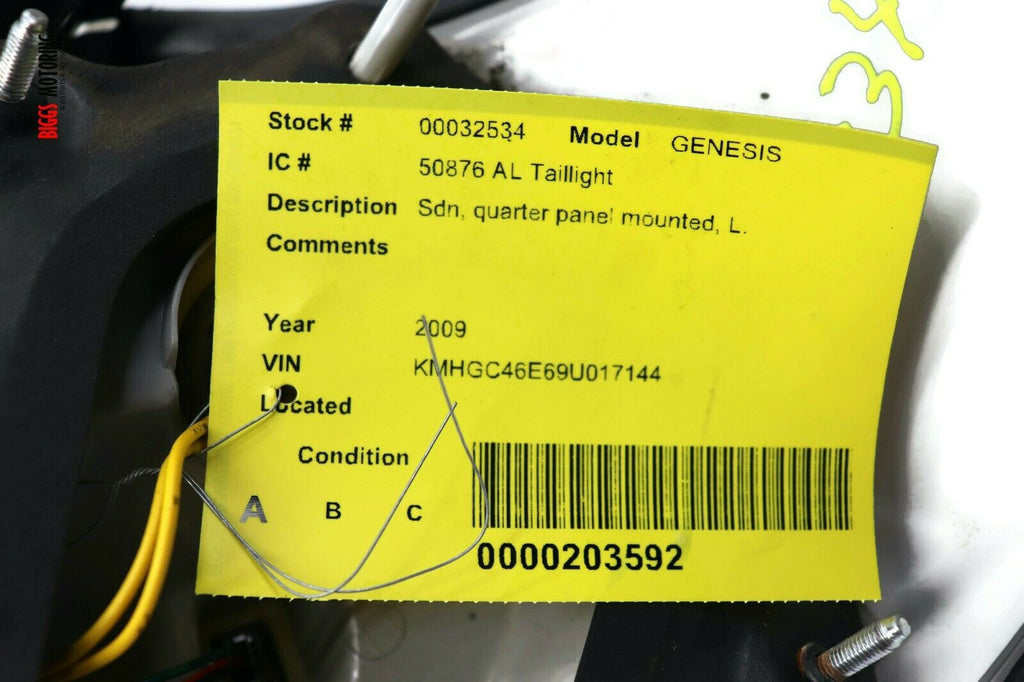 BIGGS MOTORING
34
Stock # 00032534 Model GENESIS
IC # 50876 AL Taillight
Description Sdn, quarter panel mounted, L.
Comments
Year 2009
VIN KMHGC46E69U017144
Located
Condition
A B C
0000203592